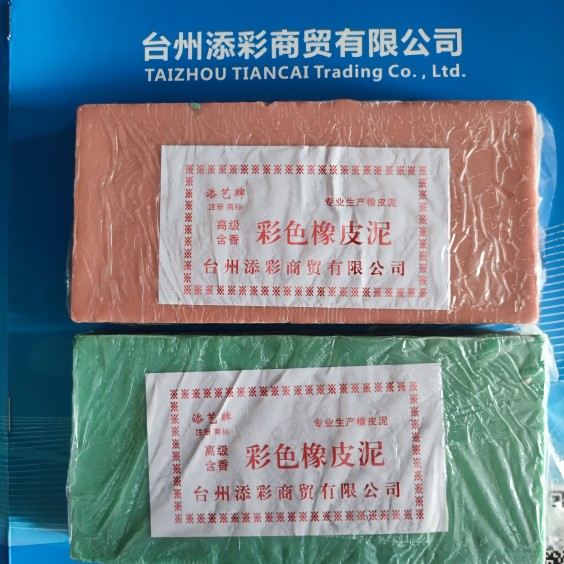 台州添彩商贸有限公司
TAIZHOU TIANCAI Trading Co. , Ltd.
添艺牌
注册商标
专业生产橡皮泥
高级
含香
彩色橡皮泥
台州添彩商贸有限公司
添艺牌
注册商标
专业生产橡皮泥
高级
含香
彩色橡皮泥
台州添彩商贸有限公司